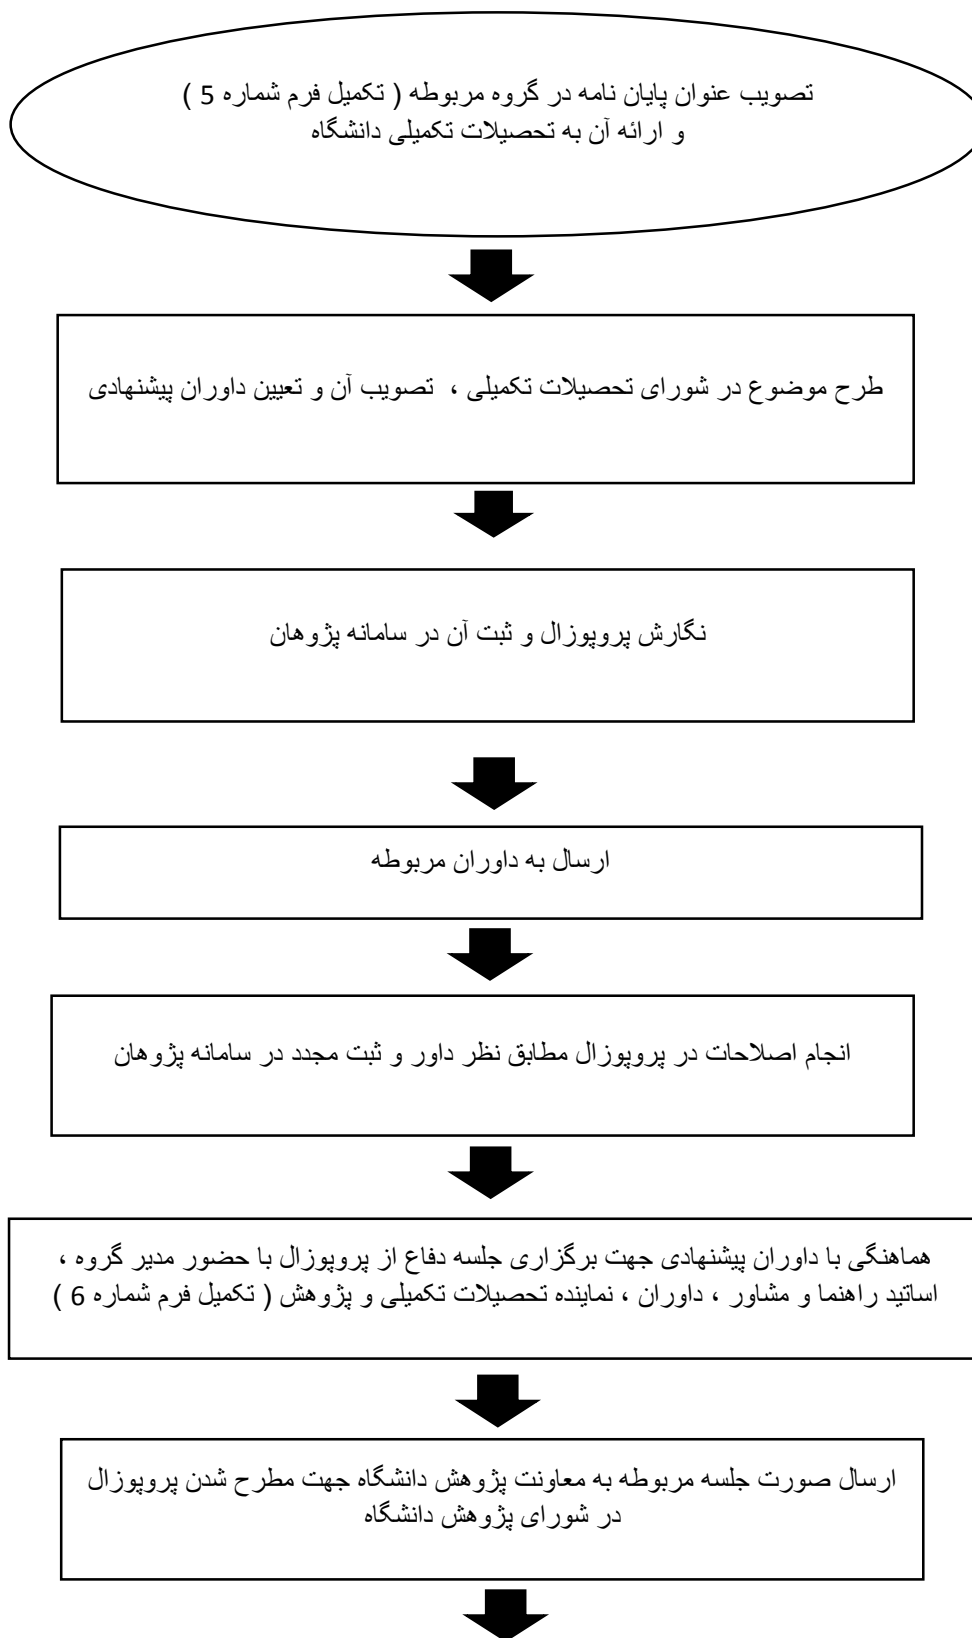 تصویب عنوان پایان نامه در گروه مربوطه ( تکمیل فرم شماره 5 )
و ارائه آن به تحصیلات تکمیلی دانشگاه
طرح موضوع در شورای تحصیلات تکمیلی ، تصویب آن و تعیین داوران پیشنهادی
نگارش پروپوزال و ثبت آن در سامانه پژوهان
ارسال به داوران مربوطه
انجام اصلاحات در پروپوزال مطابق نظر داور و ثبت مجدد در سامانه پژوهان
هماهنگی با داوران پیشنهادی جهت برگزاری جلسه دفاع از پروپوزال با حضور مدیر گروه ،
اساتید راهنما و مشاور ، داوران ، نماینده تحصیلات تکمیلی و پژوهش ( تکمیل فرم شماره 6 )
ارسال صورت جلسه مربوطه به معاونت پژوهش دانشگاه جهت مطرح شدن پروپوزال
در شورای پژوهش دانشگاه